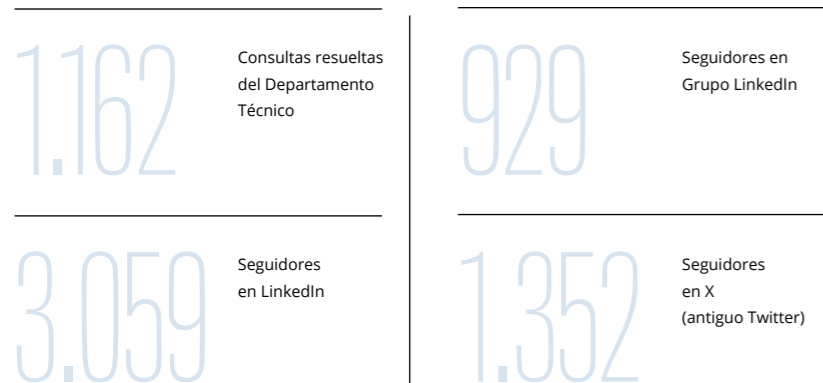 1.162
Consultas resueltas
del Departamento
Técnico
929
Seguidores en
Grupo LinkedIn
3.059
Seguidores
en LinkedIn
1.352
Seguidores
en X
(antiguo Twitter)